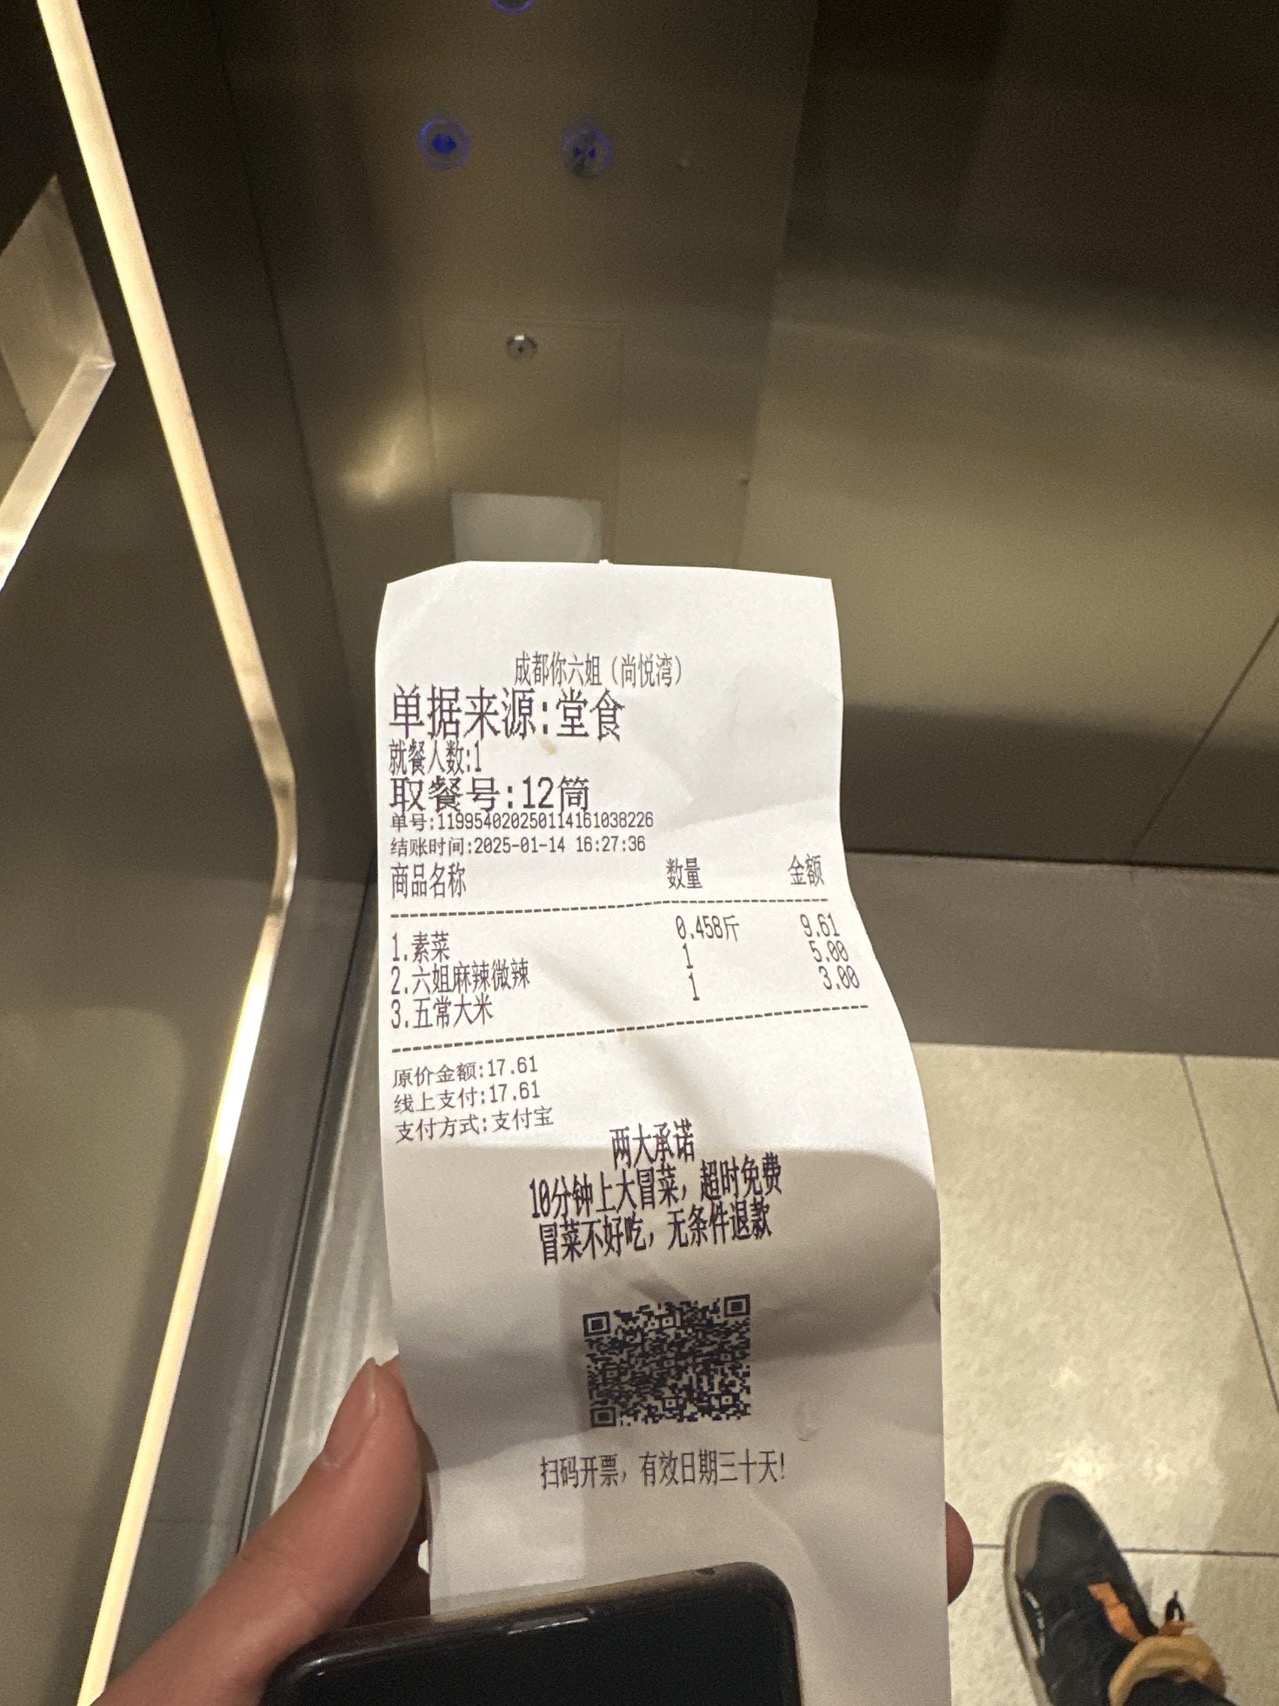 成都你六姐（尚悦湾）
单据来源:堂食
就餐人数:1
取餐号:12筒
单号:119954020250114161038226
结账时间:2025-01-14 16:27:36
商品名称 数量 金额
1.素菜 0.458斤 9.61
2.六姐麻辣微辣 1 5.00
3.五常大米 1 3.00
原价金额:17.61
线上支付:17.61
支付方式:支付宝
两大承诺
10分钟上大冒菜，超时免费
冒菜不好吃，无条件退款
扫码开票，有效日期三十天!